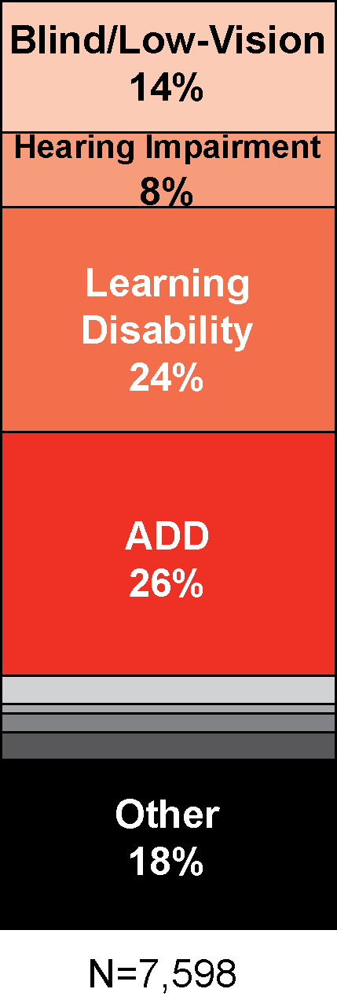 Blind/Low-Vision
14%
Hearing Impairment
8%
Learning
Disability
24%
ADD
26%
Other
18%
N=7,598